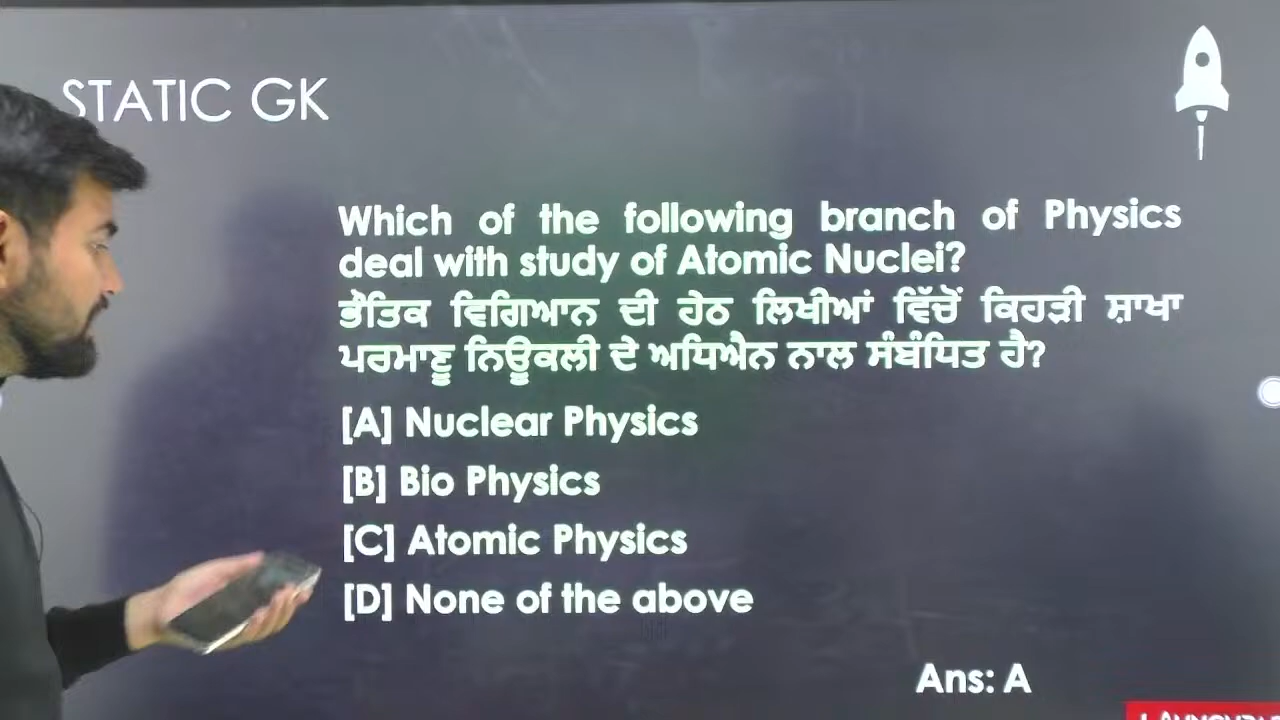 STATIC GK
Which of the following branch of Physics
deal with study of Atomic Nuclei?
ਭੌਤਿਕ ਵਿਗਿਆਨ ਦੀ ਹੇਠ ਲਿਖੀਆਂ ਵਿੱਚੋਂ ਕਿਹੜੀ ਸ਼ਾਖਾ
ਪਰਮਾਣੂ ਨਿਊਕਲੀ ਦੇ ਅਧਿਐਨ ਨਾਲ ਸੰਬੰਧਿਤ ਹੈ?
[A] Nuclear Physics
[B] Bio Physics
[C] Atomic Physics
[D] None of the above
Ans: A